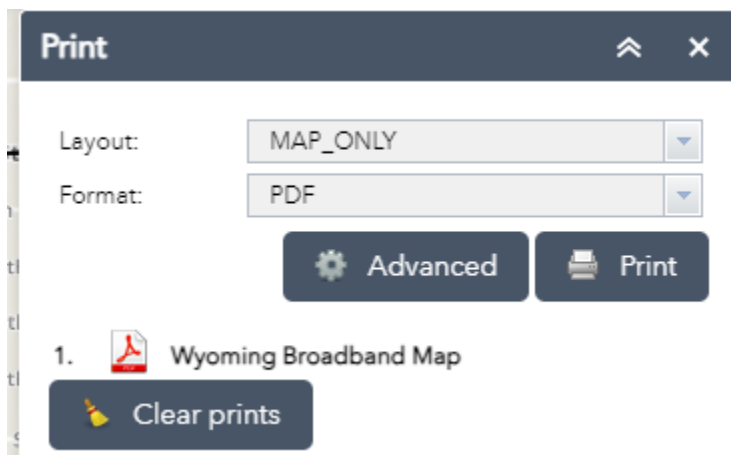 Print
Layout: MAP_ONLY
Format: PDF
Advanced Print
1. Wyoming Broadband Map
Clear prints